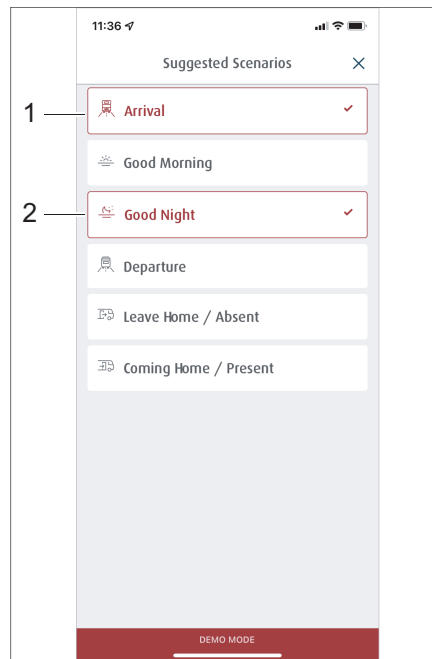 11:36
Suggested Scenarios
1
Arrival
Good Morning
2
Good Night
Departure
Leave Home / Absent
Coming Home / Present
DEMO MODE